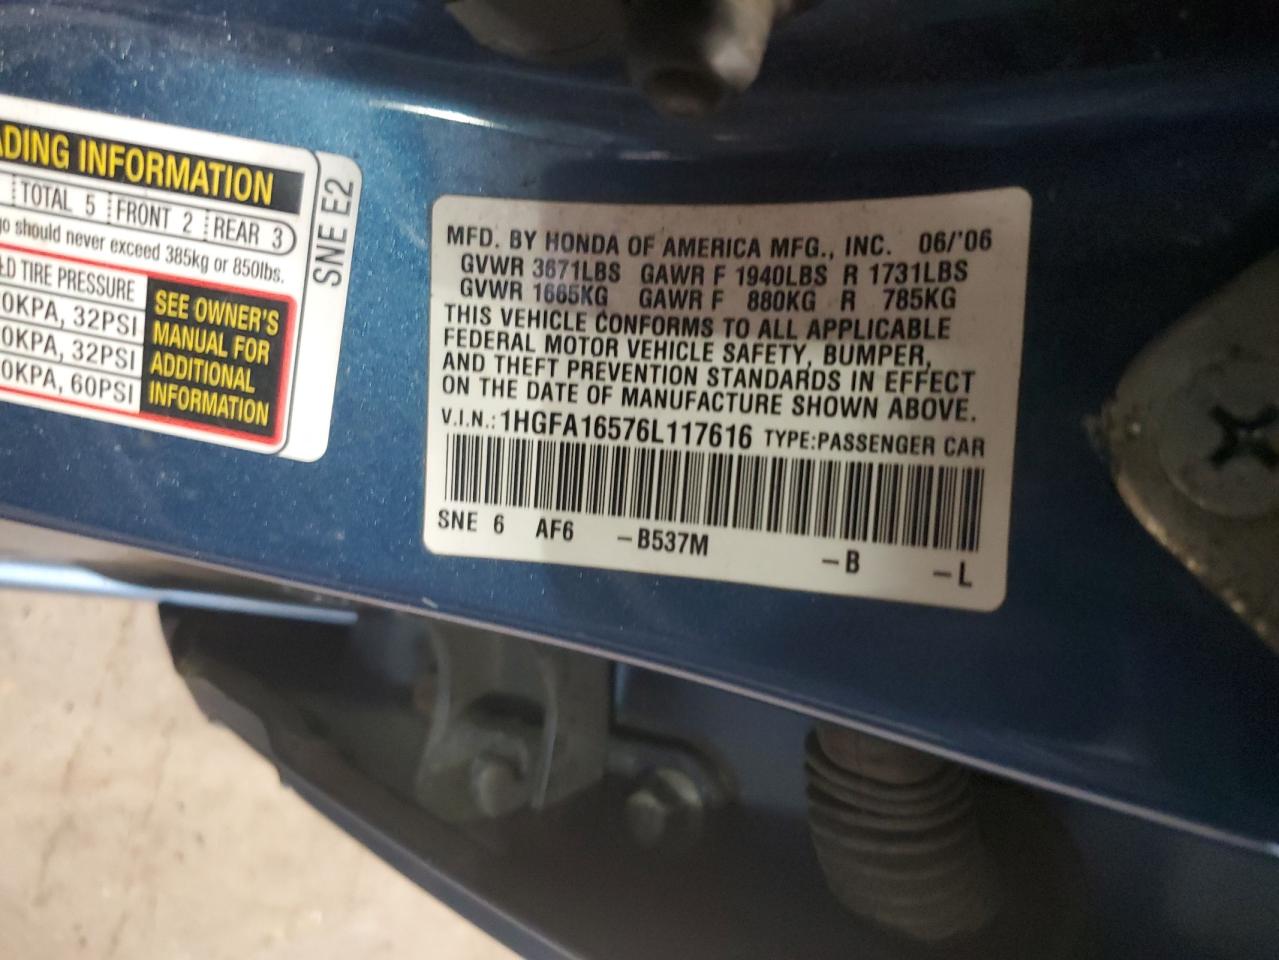 ADING INFORMATION
TOTAL 5 FRONT 2 REAR 3
go should never exceed 385kg or 850lbs.
LD TIRE PRESSURE
0KPA, 32PSI
0KPA, 32PSI
0KPA, 60PSI
SEE OWNER'S
MANUAL FOR
ADDITIONAL
INFORMATION
SNE E2
MFD. BY HONDA OF AMERICA MFG., INC. 06/'06
GVWR 3671LBS GAWR F 1940LBS R 1731LBS
GVWR 1665KG GAWR F 880KG R 785KG
THIS VEHICLE CONFORMS TO ALL APPLICABLE
FEDERAL MOTOR VEHICLE SAFETY, BUMPER,
AND THEFT PREVENTION STANDARDS IN EFFECT
ON THE DATE OF MANUFACTURE SHOWN ABOVE.
V.I.N.: 1HGFA16576L117616 TYPE:PASSENGER CAR
SNE 6 AF6 –B537M –B –L